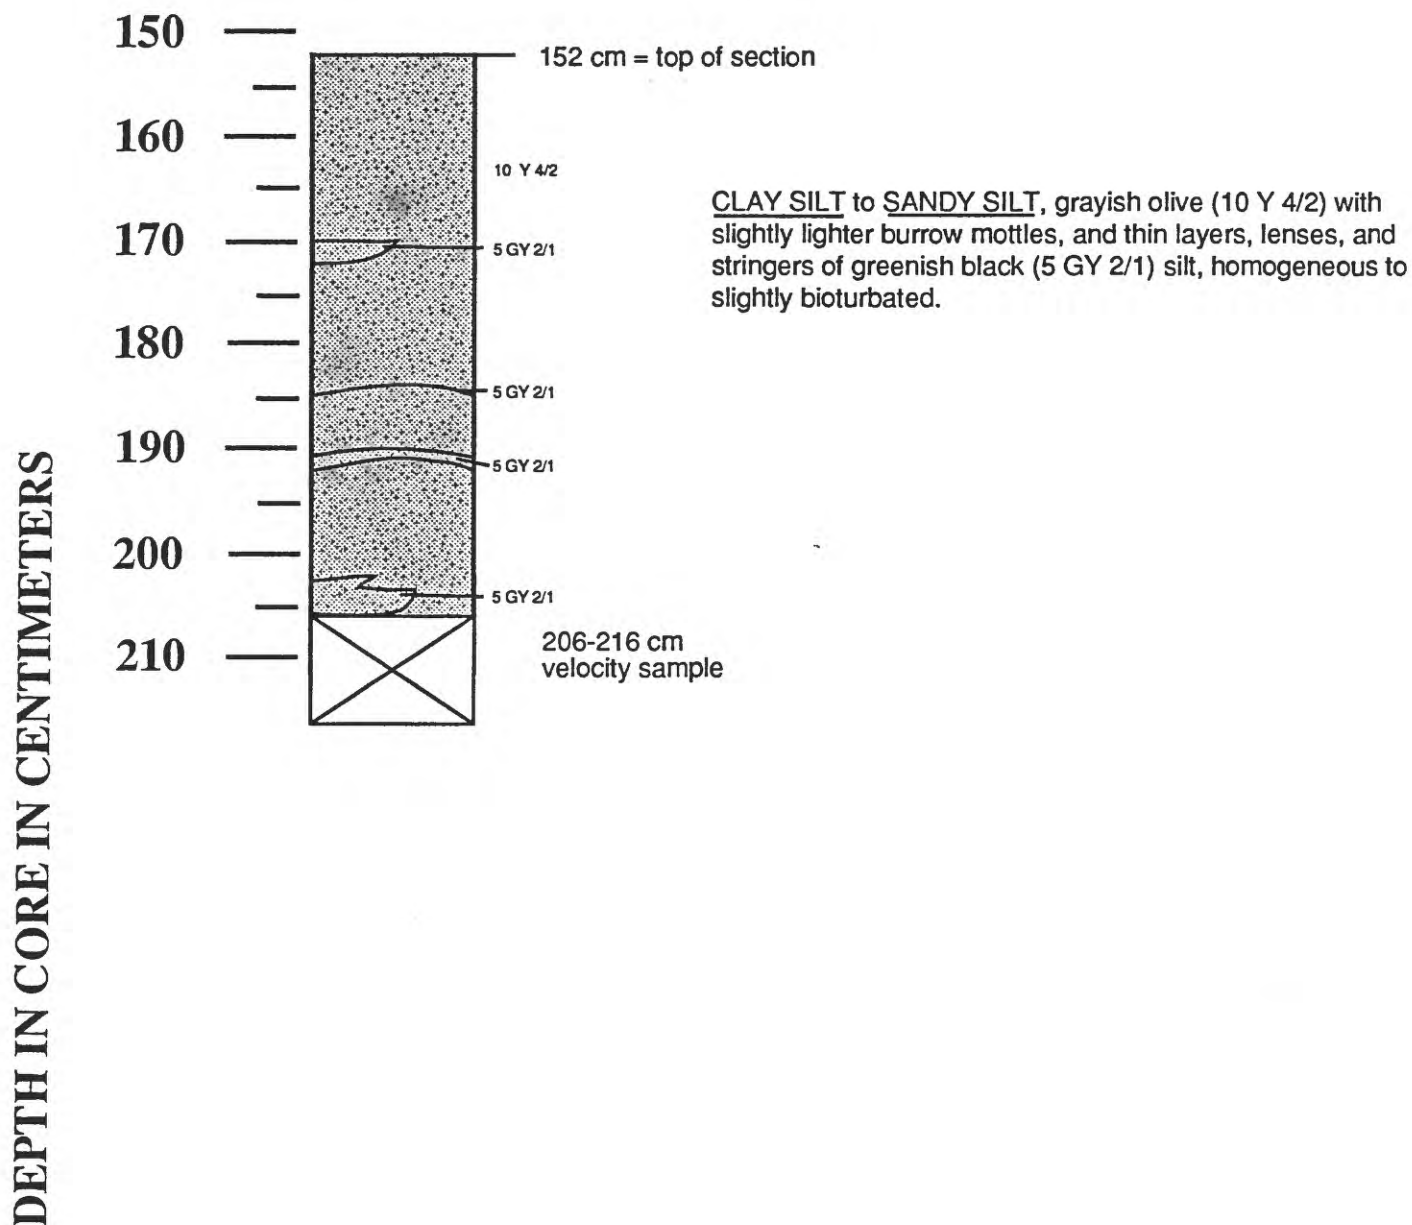 150
152 cm = top of section
160
10 Y 4/2
CLAY SILT to SANDY SILT, grayish olive (10 Y 4/2) with
slightly lighter burrow mottles, and thin layers, lenses, and
stringers of greenish black (5 GY 2/1) silt, homogeneous to
slightly bioturbated.
170
5 GY 2/1
180
5 GY 2/1
190
5 GY 2/1
200
5 GY 2/1
206-216 cm
velocity sample
210
DEPTH IN CORE IN CENTIMETERS